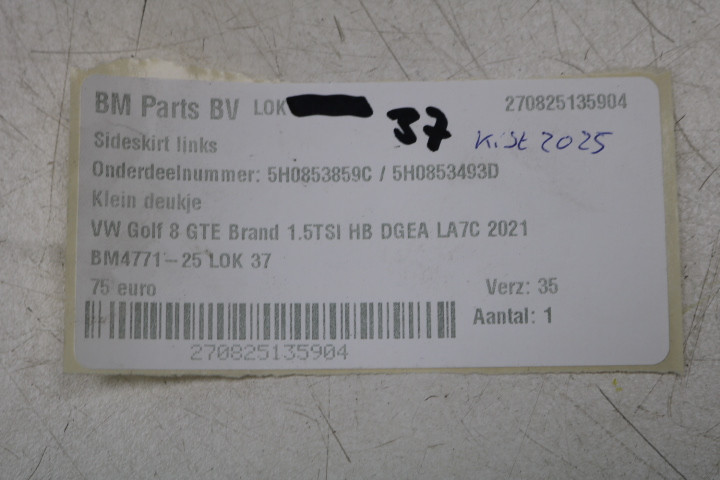 BM Parts BV LOK 37 270825135904
Sideskirt links Kist 2025
Onderdeelnummer: 5H0853859C / 5H0853493D
Klein deukje
VW Golf 8 GTE Brand 1.5TSI HB DGEA LA7C 2021
BM4771-25 LOK 37
75 euro Verz: 35
Aantal: 1
270825135904